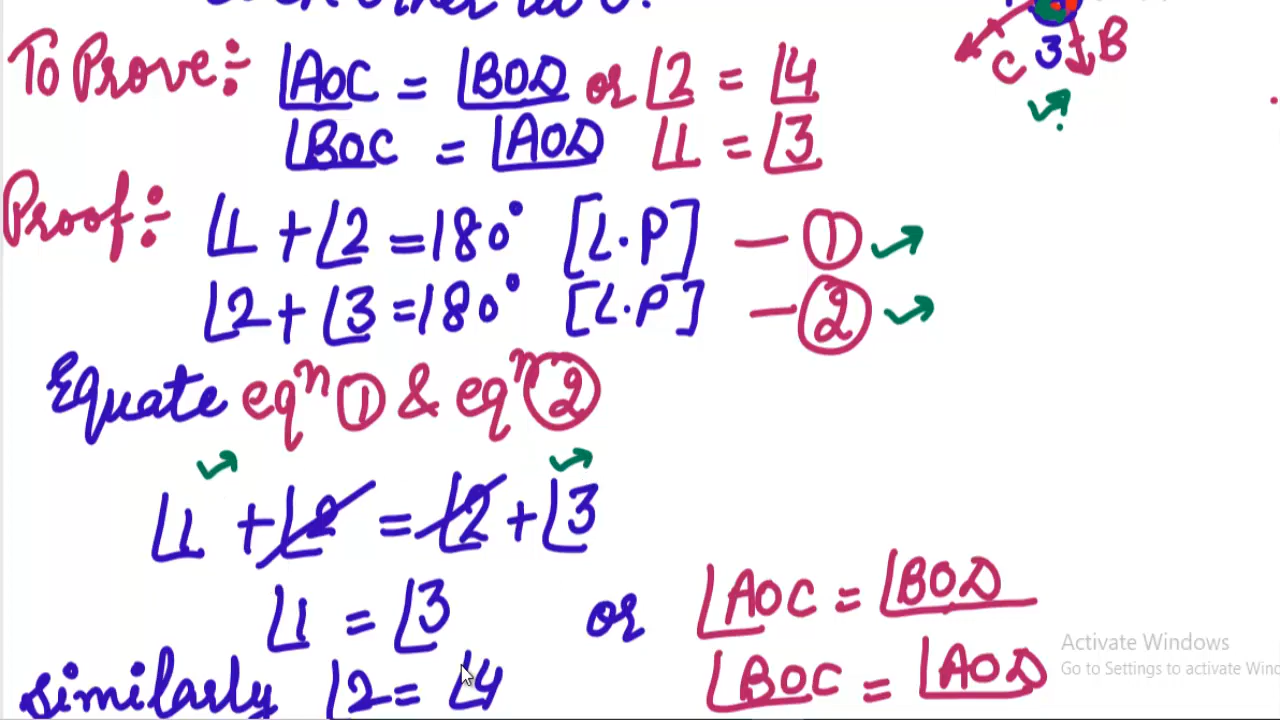 C 3 B
To Prove:- ∠AOC = ∠BOD or ∠2 = ∠4
∠BOC = ∠AOD ∠1 = ∠3
Proof:- ∠1 + ∠2 = 180° [L.P] — ①
∠2 + ∠3 = 180° [L.P] — ②
Equate eqⁿ ① & eqⁿ ②
∠1 + ∠2 = ∠2 + ∠3
∠1 = ∠3 or ∠AOC = ∠BOD
similarly ∠2 = ∠4 ∠BOC = ∠AOD
Activate Windows
Go to Settings to activate Win